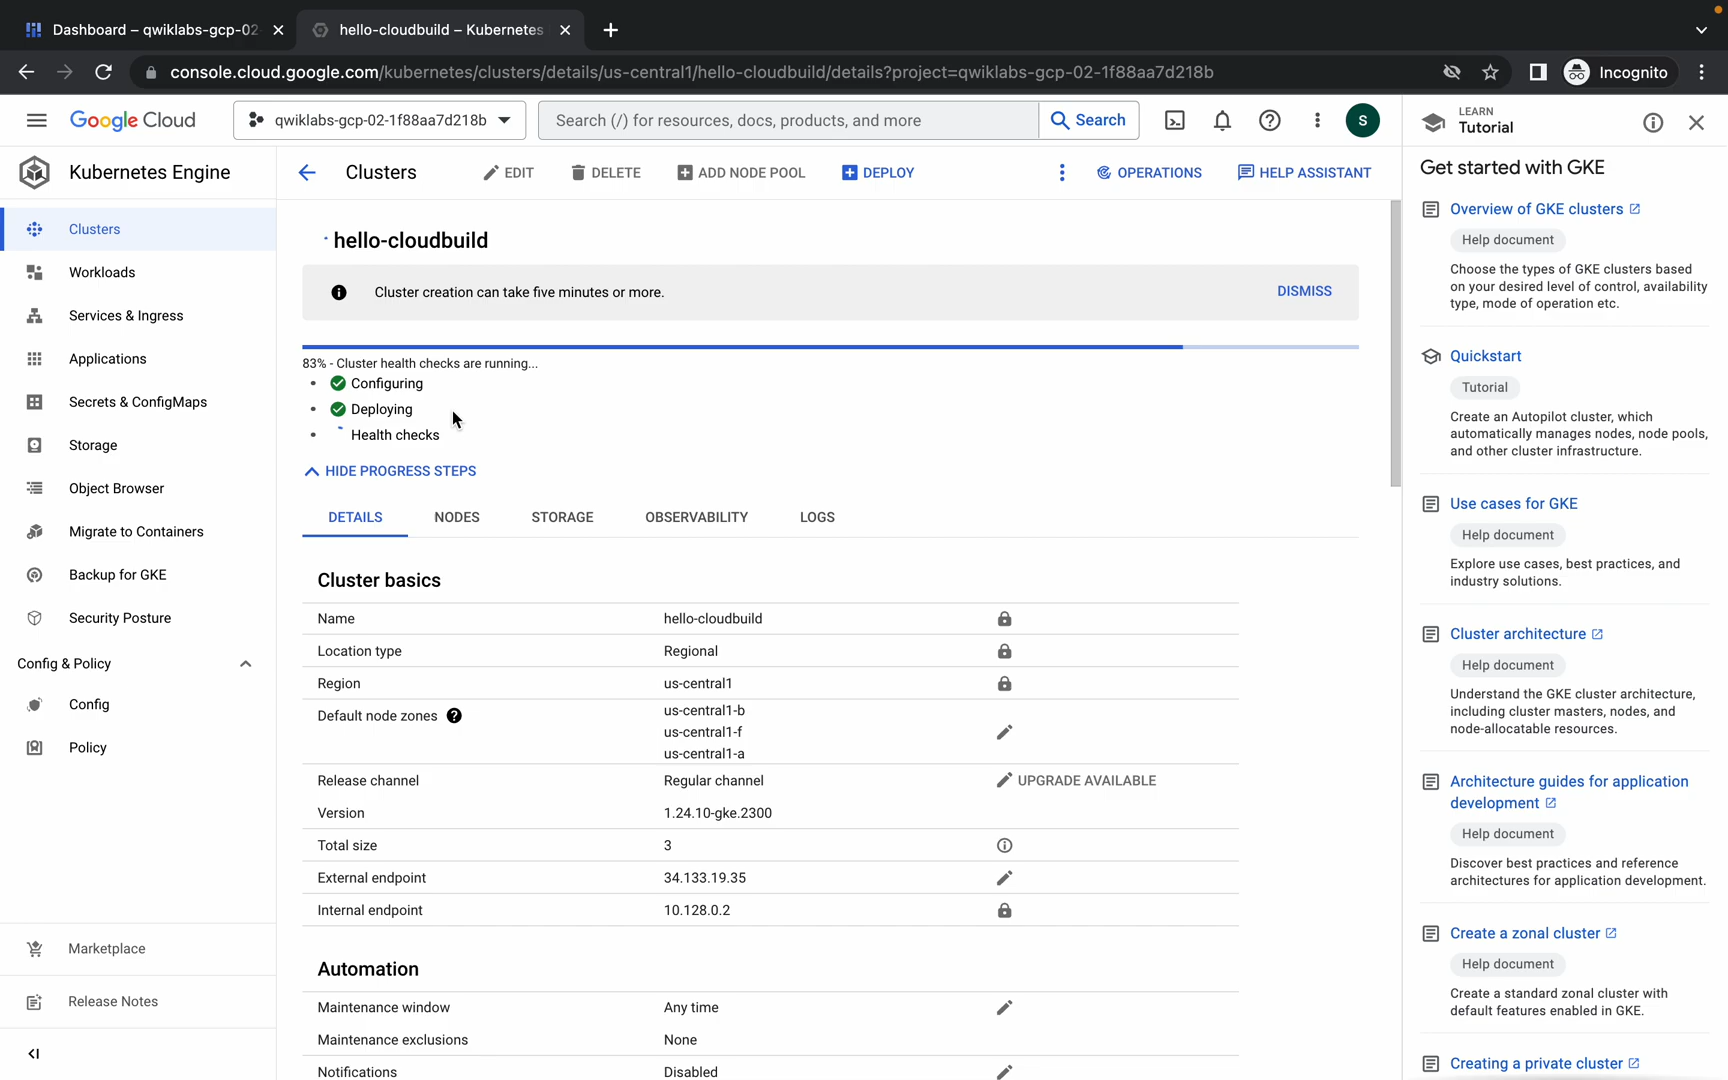 Dashboard – qwiklabs-gcp-02
hello-cloudbuild – Kubernetes
console.cloud.google.com/kubernetes/clusters/details/us-central1/hello-cloudbuild/details?project=qwiklabs-gcp-02-1f88aa7d218b
Incognito
Google Cloud
qwiklabs-gcp-02-1f88aa7d218b
Search (/) for resources, docs, products, and more
Search
S
LEARN
Tutorial
Kubernetes Engine
Clusters
EDIT
DELETE
ADD NODE POOL
DEPLOY
OPERATIONS
HELP ASSISTANT
Clusters
Workloads
Services & Ingress
Applications
Secrets & ConfigMaps
Storage
Object Browser
Migrate to Containers
Backup for GKE
Security Posture
Config & Policy
Config
Policy
Marketplace
Release Notes
hello-cloudbuild
Cluster creation can take five minutes or more.
DISMISS
83% - Cluster health checks are running...
Configuring
Deploying
Health checks
HIDE PROGRESS STEPS
DETAILS
NODES
STORAGE
OBSERVABILITY
LOGS
Cluster basics
Name hello-cloudbuild
Location type Regional
Region us-central1
Default node zones us-central1-b
us-central1-f
us-central1-a
Release channel Regular channel UPGRADE AVAILABLE
Version 1.24.10-gke.2300
Total size 3
External endpoint 34.133.19.35
Internal endpoint 10.128.0.2
Automation
Maintenance window Any time
Maintenance exclusions None
Notifications Disabled
Get started with GKE
Overview of GKE clusters
Help document
Choose the types of GKE clusters based
on your desired level of control, availability
type, mode of operation etc.
Quickstart
Tutorial
Create an Autopilot cluster, which
automatically manages nodes, node pools,
and other cluster infrastructure.
Use cases for GKE
Help document
Explore use cases, best practices, and
industry solutions.
Cluster architecture
Help document
Understand the GKE cluster architecture,
including cluster masters, nodes, and
node-allocatable resources.
Architecture guides for application
development
Help document
Discover best practices and reference
architectures for application development.
Create a zonal cluster
Help document
Create a standard zonal cluster with
default features enabled in GKE.
Creating a private cluster